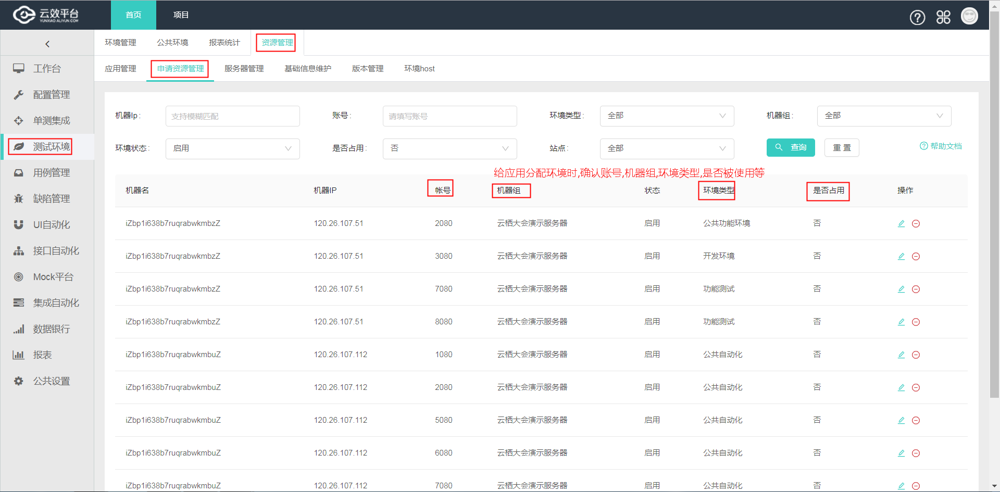 云效平台
YUNXIAO.ALIYUN.COM
首页
项目
环境管理
公共环境
报表统计
资源管理
应用管理
申请资源管理
服务器管理
基础信息维护
版本管理
环境host
工作台
配置管理
单测集成
测试环境
用例管理
缺陷管理
UI自动化
接口自动化
Mock平台
集成自动化
数据银行
报表
公共设置
机器Ip:
支持模糊匹配
账号:
请填写账号
环境类型:
全部
机器组:
全部
环境状态:
启用
是否占用:
否
站点:
全部
查询
重 置
帮助文档
给应用分配环境时,确认账号,机器组,环境类型,是否被使用等
机器名 机器IP 帐号 机器组 状态 环境类型 是否占用 操作
iZbp1i638b7ruqrabwkmbzZ 120.26.107.51 2080 云栖大会演示服务器 启用 公共功能环境 否
iZbp1i638b7ruqrabwkmbzZ 120.26.107.51 3080 云栖大会演示服务器 启用 开发环境 否
iZbp1i638b7ruqrabwkmbzZ 120.26.107.51 7080 云栖大会演示服务器 启用 功能测试 否
iZbp1i638b7ruqrabwkmbzZ 120.26.107.51 8080 云栖大会演示服务器 启用 功能测试 否
iZbp1i638b7ruqrabwkmbuZ 120.26.107.112 1080 云栖大会演示服务器 启用 公共自动化 否
iZbp1i638b7ruqrabwkmbuZ 120.26.107.112 2080 云栖大会演示服务器 启用 公共自动化 否
iZbp1i638b7ruqrabwkmbuZ 120.26.107.112 5080 云栖大会演示服务器 启用 公共自动化 否
iZbp1i638b7ruqrabwkmbuZ 120.26.107.112 6080 云栖大会演示服务器 启用 公共自动化 否
iZbp1i638b7ruqrabwkmbuZ 120.26.107.112 7080 云栖大会演示服务器 启用 公共自动化 否